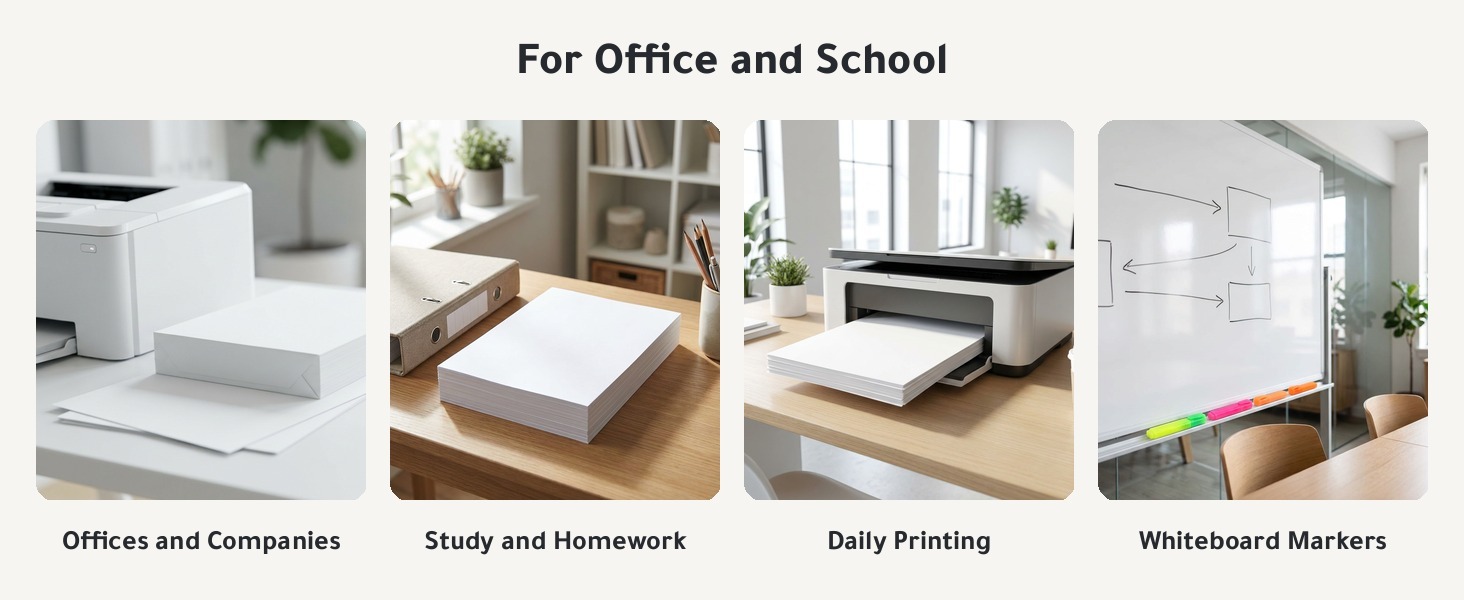 For Office and School
Offices and Companies
Study and Homework
Daily Printing
Whiteboard Markers